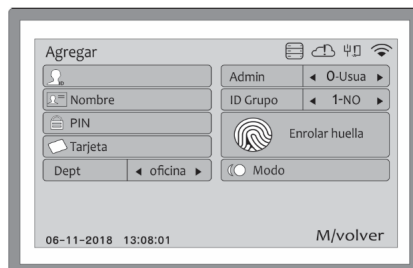 Agregar
ID
Nombre
PIN
Tarjeta
Dept ◀ oficina ▶
Admin ◀ 0-Usua ▶
ID Grupo ◀ 1-NO ▶
Enrolar huella
Modo
06-11-2018 13:08:01
M/volver